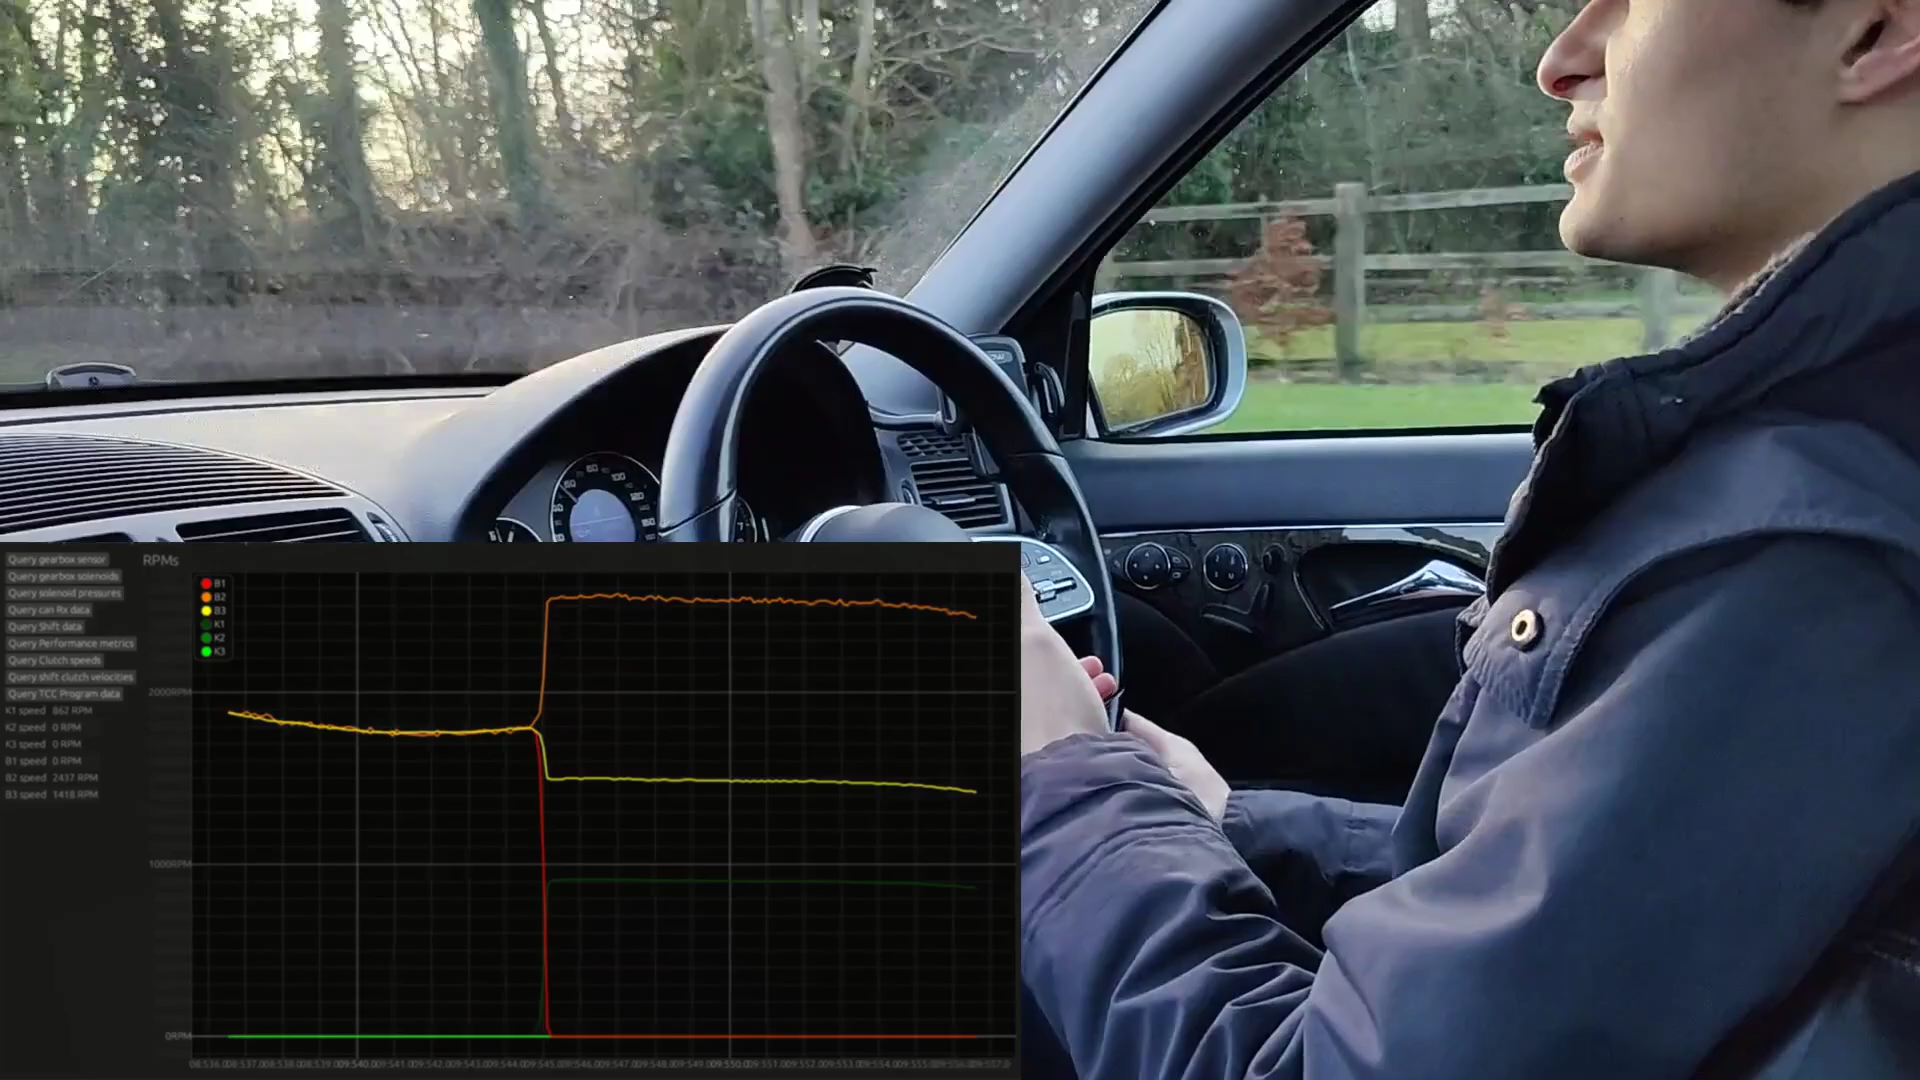 60
100
120
Query gearbox sensor
Query gearbox solenoids
Query solenoid pressures
Query can Rx data
Query Shift data
Query Performance metrics
Query Clutch speeds
Query shift clutch velocities
Query TCC Program data
K1 speed 862 RPM
K2 speed 0 RPM
K3 speed 0 RPM
B1 speed 0 RPM
B2 speed 2437 RPM
B3 speed 1418 RPM
RPMs
B1
B2
B3
K1
K2
K3
2000RPM
1000RPM
0RPM